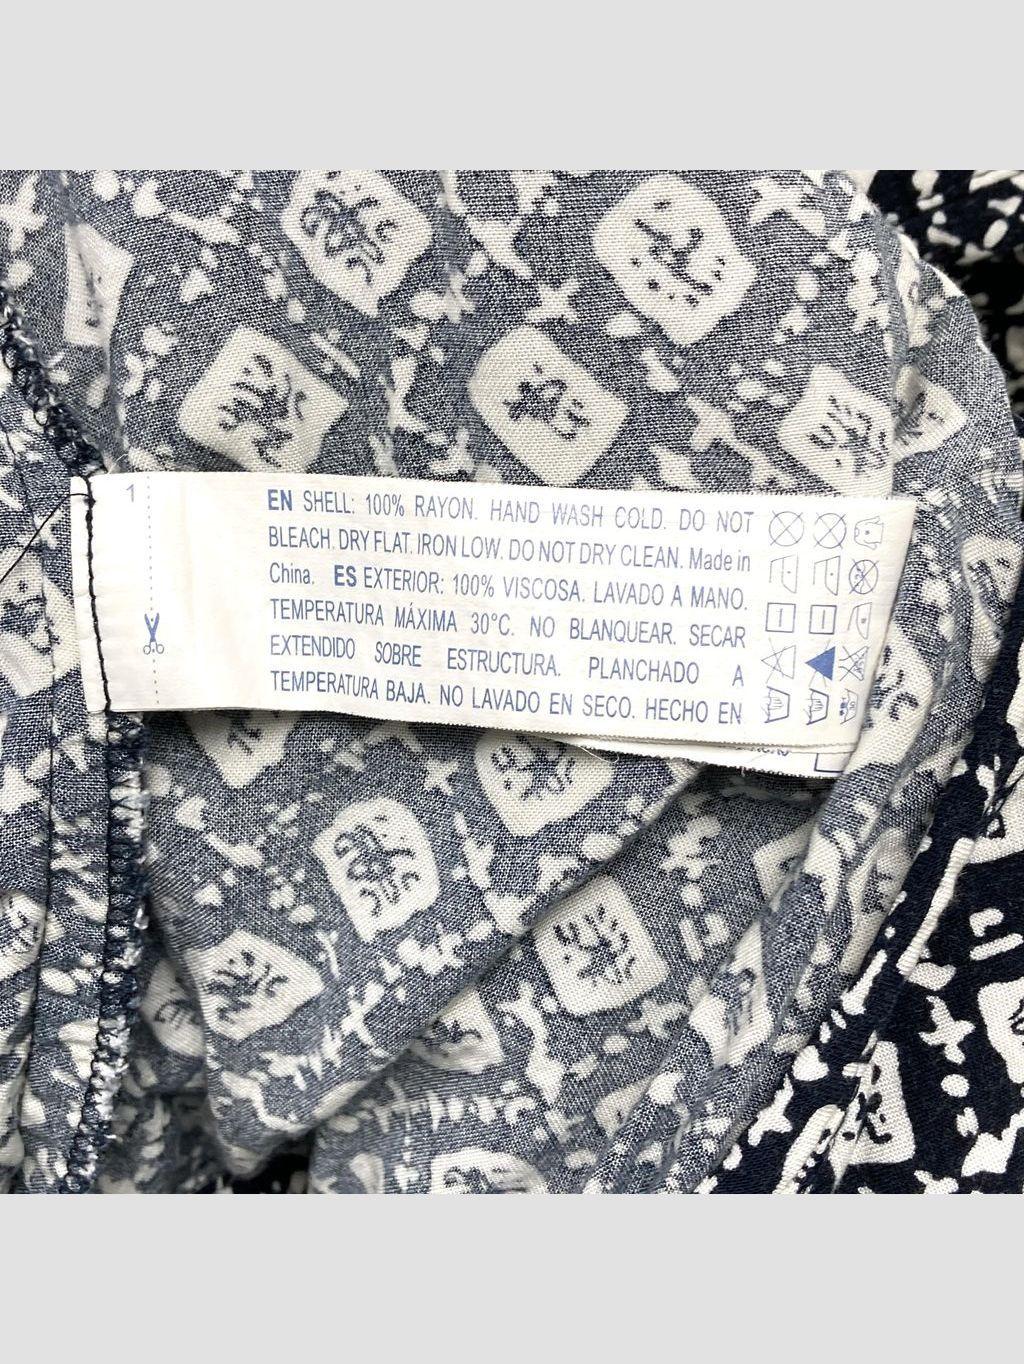 1
EN SHELL: 100% RAYON. HAND WASH COLD. DO NOT
BLEACH. DRY FLAT. IRON LOW. DO NOT DRY CLEAN. Made in
China. ES EXTERIOR: 100% VISCOSA. LAVADO A MANO.
TEMPERATURA MÁXIMA 30°C. NO BLANQUEAR. SECAR
EXTENDIDO SOBRE ESTRUCTURA. PLANCHADO A
TEMPERATURA BAJA. NO LAVADO EN SECO. HECHO EN